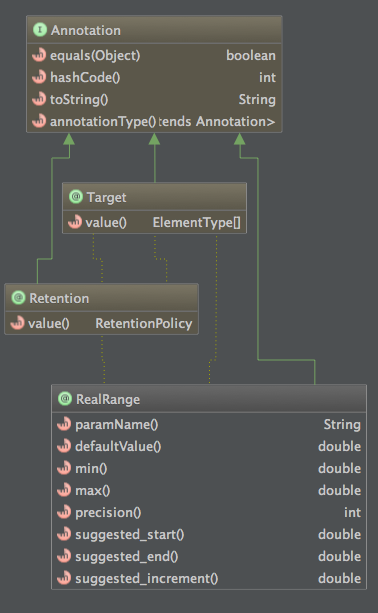 I Annotation
equals(Object) boolean
hashCode() int
toString() String
annotationType() tends Annotation>
@ Target
value() ElementType[]
@ Retention
value() RetentionPolicy
@ RealRange
paramName() String
defaultValue() double
min() double
max() double
precision() int
suggested_start() double
suggested_end() double
suggested_increment() double